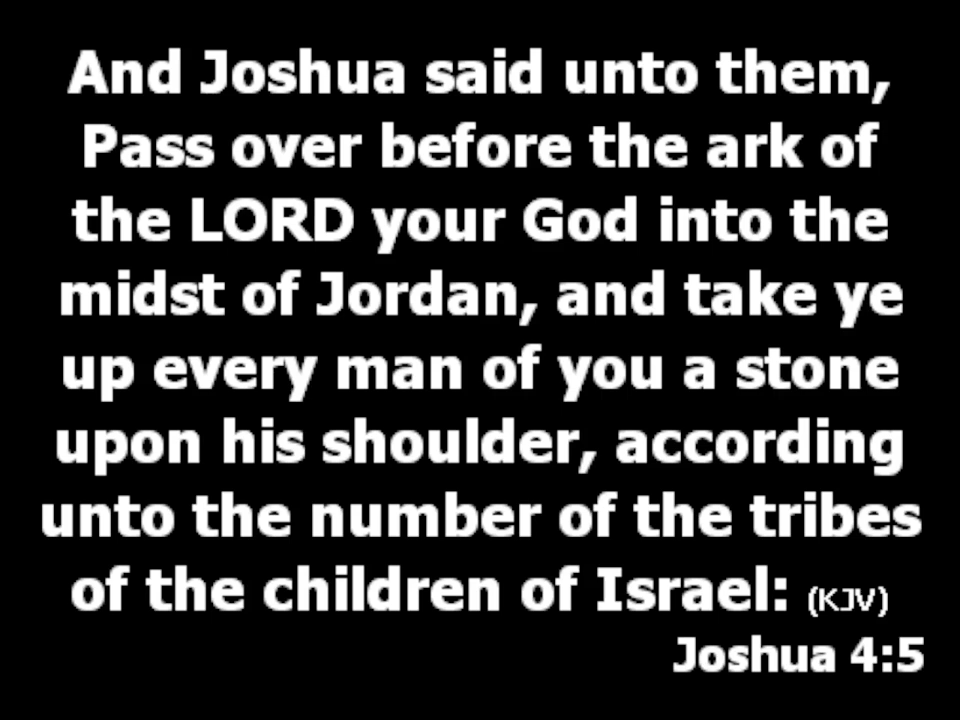 And Joshua said unto them,
Pass over before the ark of
the LORD your God into the
midst of Jordan, and take ye
up every man of you a stone
upon his shoulder, according
unto the number of the tribes
of the children of Israel: (KJV)
Joshua 4:5